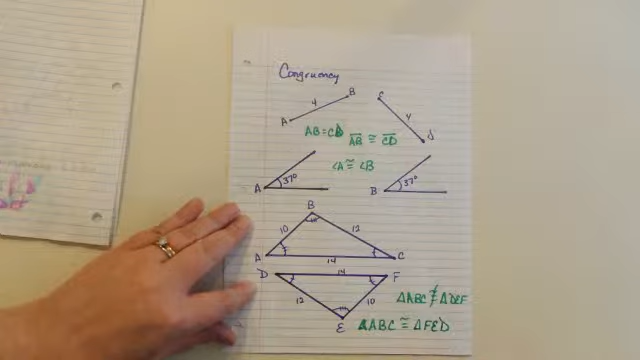 Congruency
4
A B
C
4
d
AB=CD
AB ≅ CD
∠A ≅ ∠B
A 37°
B 37°
B
10 12
A C
14
D 14 F
12 10
E
△ABC ≇ △DEF
△ABC ≅ △FED